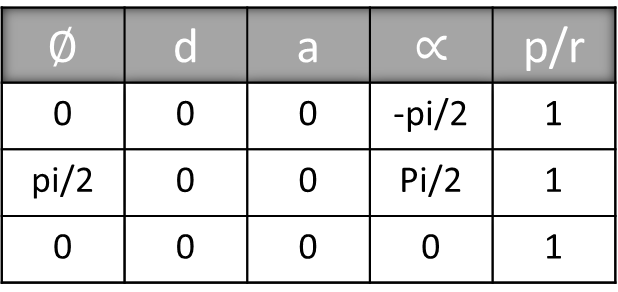 Ø d a ∝ p/r
0 0 0 -pi/2 1
pi/2 0 0 Pi/2 1
0 0 0 0 1